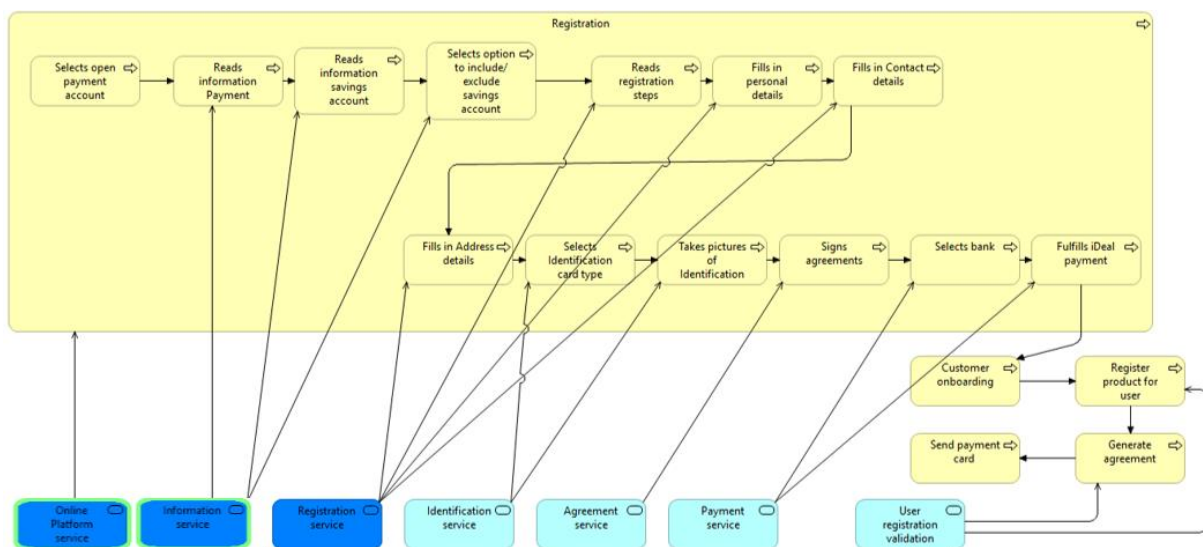 Registration
Selects open
payment
account
Reads
information
Payment
Reads
information
savings
account
Selects option
to include/
exclude
savings
account
Reads
registration
steps
Fills in
personal
details
Fills in Contact
details
Fills in Address
details
Selects
Identification
card type
Takes pictures
of
Identification
Signs
agreements
Selects bank
Fulfills iDeal
payment
Customer
onboarding
Register
product for
user
Send payment
card
Generate
agreement
Online
Platform
service
Information
service
Registration
service
Identification
service
Agreement
service
Payment
service
User
registration
validation